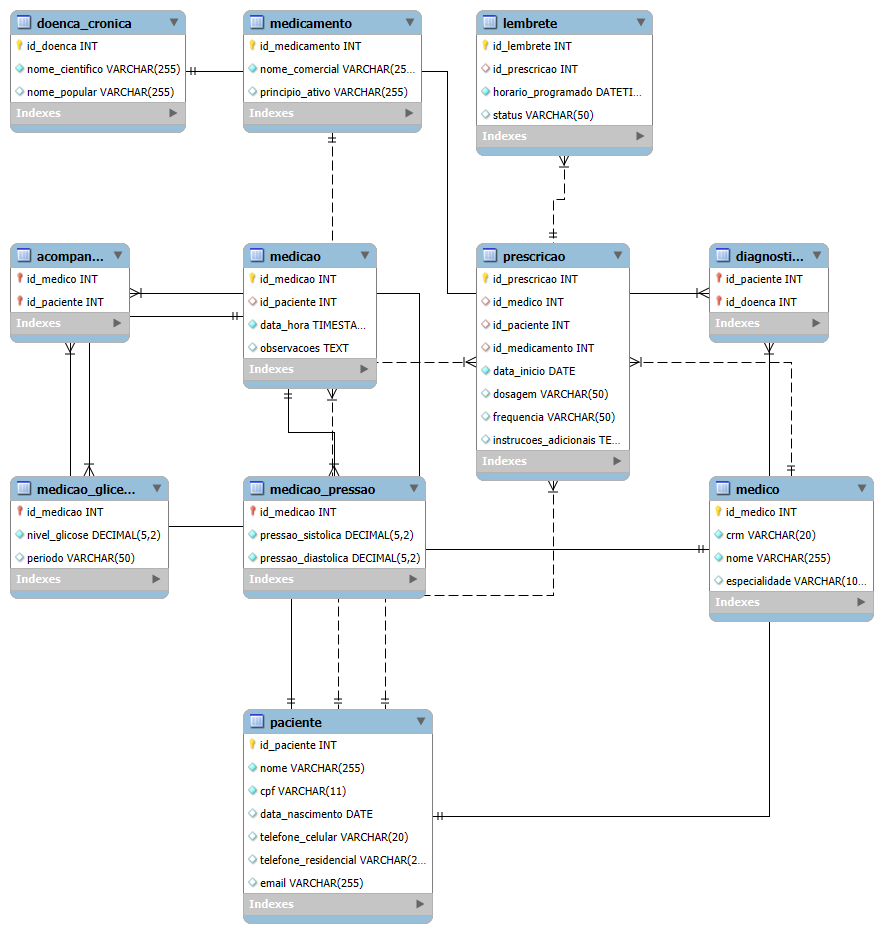 doenca_cronica
id_doenca INT
nome_cientifico VARCHAR(255)
nome_popular VARCHAR(255)
Indexes
medicamento
id_medicamento INT
nome_comercial VARCHAR(25...
principio_ativo VARCHAR(255)
Indexes
lembrete
id_lembrete INT
id_prescricao INT
horario_programado DATETI...
status VARCHAR(50)
Indexes
acompan...
id_medico INT
id_paciente INT
Indexes
medicao
id_medicao INT
id_paciente INT
data_hora TIMESTA...
observacoes TEXT
Indexes
prescricao
id_prescricao INT
id_medico INT
id_paciente INT
id_medicamento INT
data_inicio DATE
dosagem VARCHAR(50)
frequencia VARCHAR(50)
instrucoes_adicionais TE...
Indexes
diagnosti...
id_paciente INT
id_doenca INT
Indexes
medicao_glice...
id_medicao INT
nivel_glicose DECIMAL(5,2)
periodo VARCHAR(50)
Indexes
medicao_pressao
id_medicao INT
pressao_sistolica DECIMAL(5,2)
pressao_diastolica DECIMAL(5,2)
Indexes
medico
id_medico INT
crm VARCHAR(20)
nome VARCHAR(255)
especialidade VARCHAR(10...
Indexes
paciente
id_paciente INT
nome VARCHAR(255)
cpf VARCHAR(11)
data_nascimento DATE
telefone_celular VARCHAR(20)
telefone_residencial VARCHAR(2...
email VARCHAR(255)
Indexes